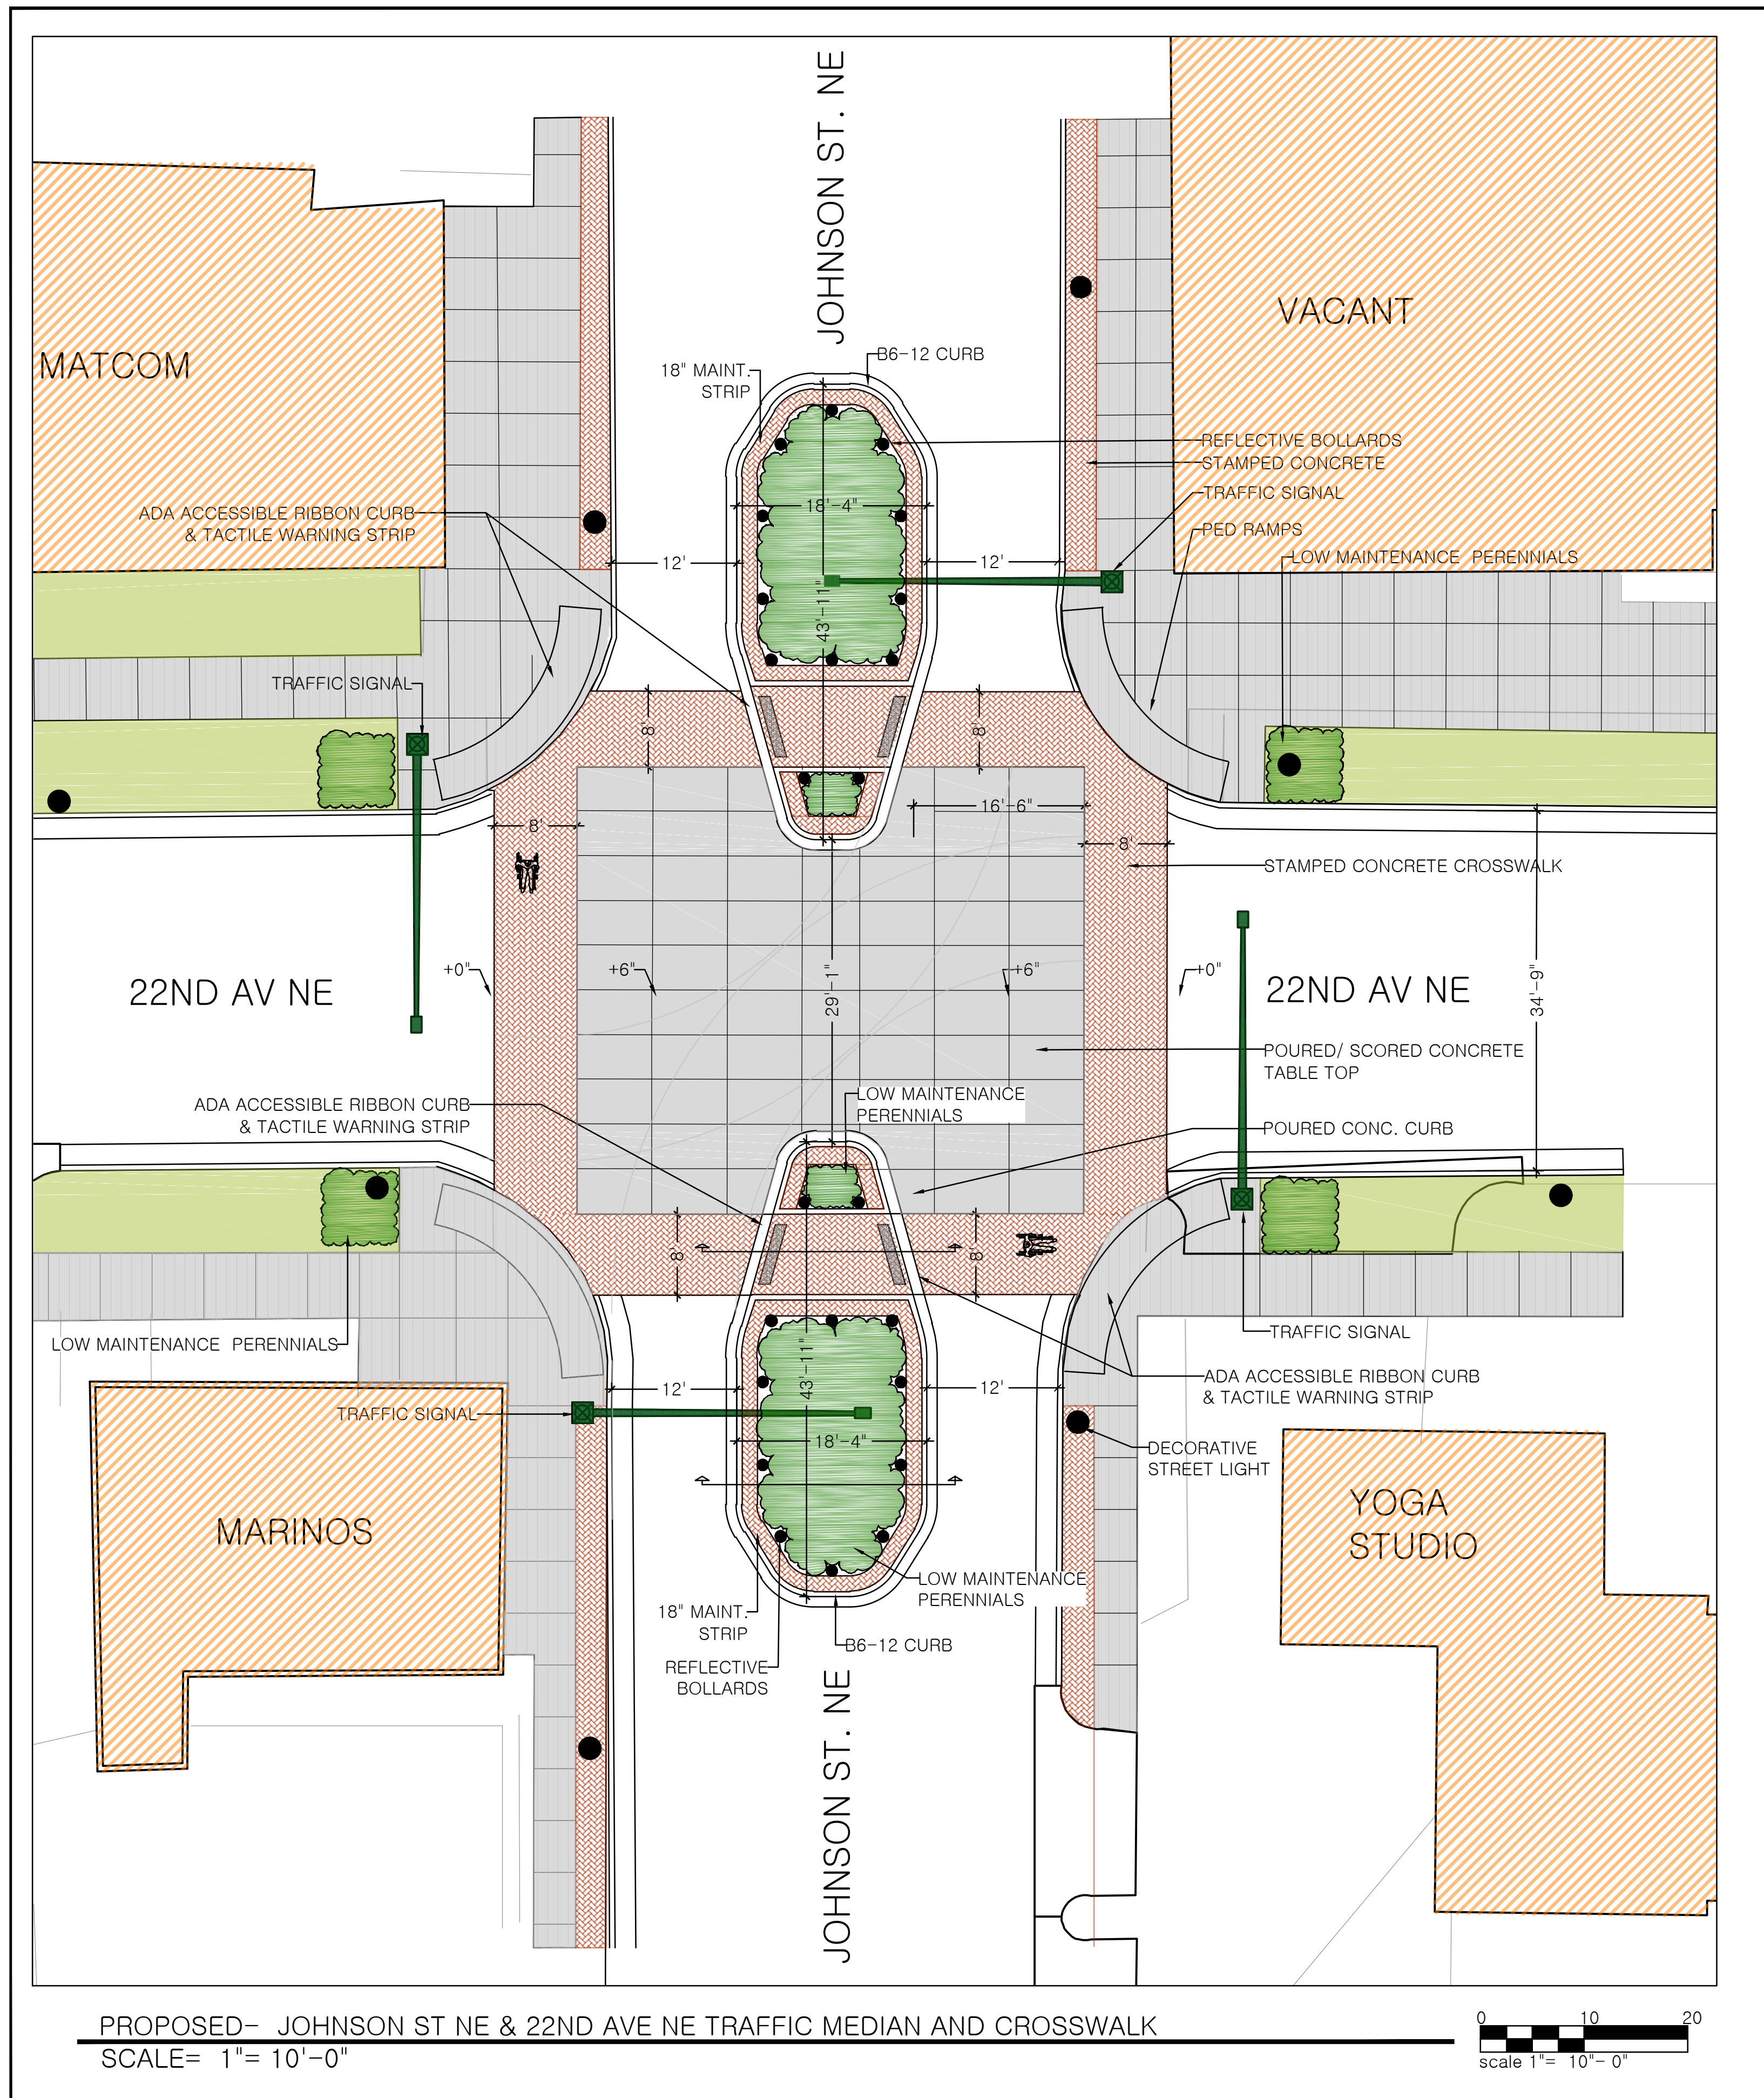 JOHNSON ST. NE
VACANT
MATCOM
B6-12 CURB
18" MAINT.
STRIP
REFLECTIVE BOLLARDS
STAMPED CONCRETE
TRAFFIC SIGNAL
18'-4"
ADA ACCESSIBLE RIBBON CURB
& TACTILE WARNING STRIP
PED RAMPS
LOW MAINTENANCE PERENNIALS
12'
12'
43'-11"
TRAFFIC SIGNAL
8'
8'
16'-6"
8'
8'
STAMPED CONCRETE CROSSWALK
+0"
+6"
29'-1"
+6"
+0"
22ND AV NE
22ND AV NE
34'-9"
POURED/ SCORED CONCRETE
TABLE TOP
LOW MAINTENANCE
PERENNIALS
ADA ACCESSIBLE RIBBON CURB
& TACTILE WARNING STRIP
POURED CONC. CURB
8'
8'
LOW MAINTENANCE PERENNIALS
TRAFFIC SIGNAL
43'-11"
ADA ACCESSIBLE RIBBON CURB
& TACTILE WARNING STRIP
12'
12'
TRAFFIC SIGNAL
18'-4"
DECORATIVE
STREET LIGHT
MARINOS
YOGA
STUDIO
LOW MAINTENANCE
PERENNIALS
18" MAINT.
STRIP
B6-12 CURB
REFLECTIVE
BOLLARDS
JOHNSON ST. NE
PROPOSED- JOHNSON ST NE & 22ND AVE NE TRAFFIC MEDIAN AND CROSSWALK
SCALE= 1"= 10'-0"
0 10 20
scale 1"= 10"- 0"